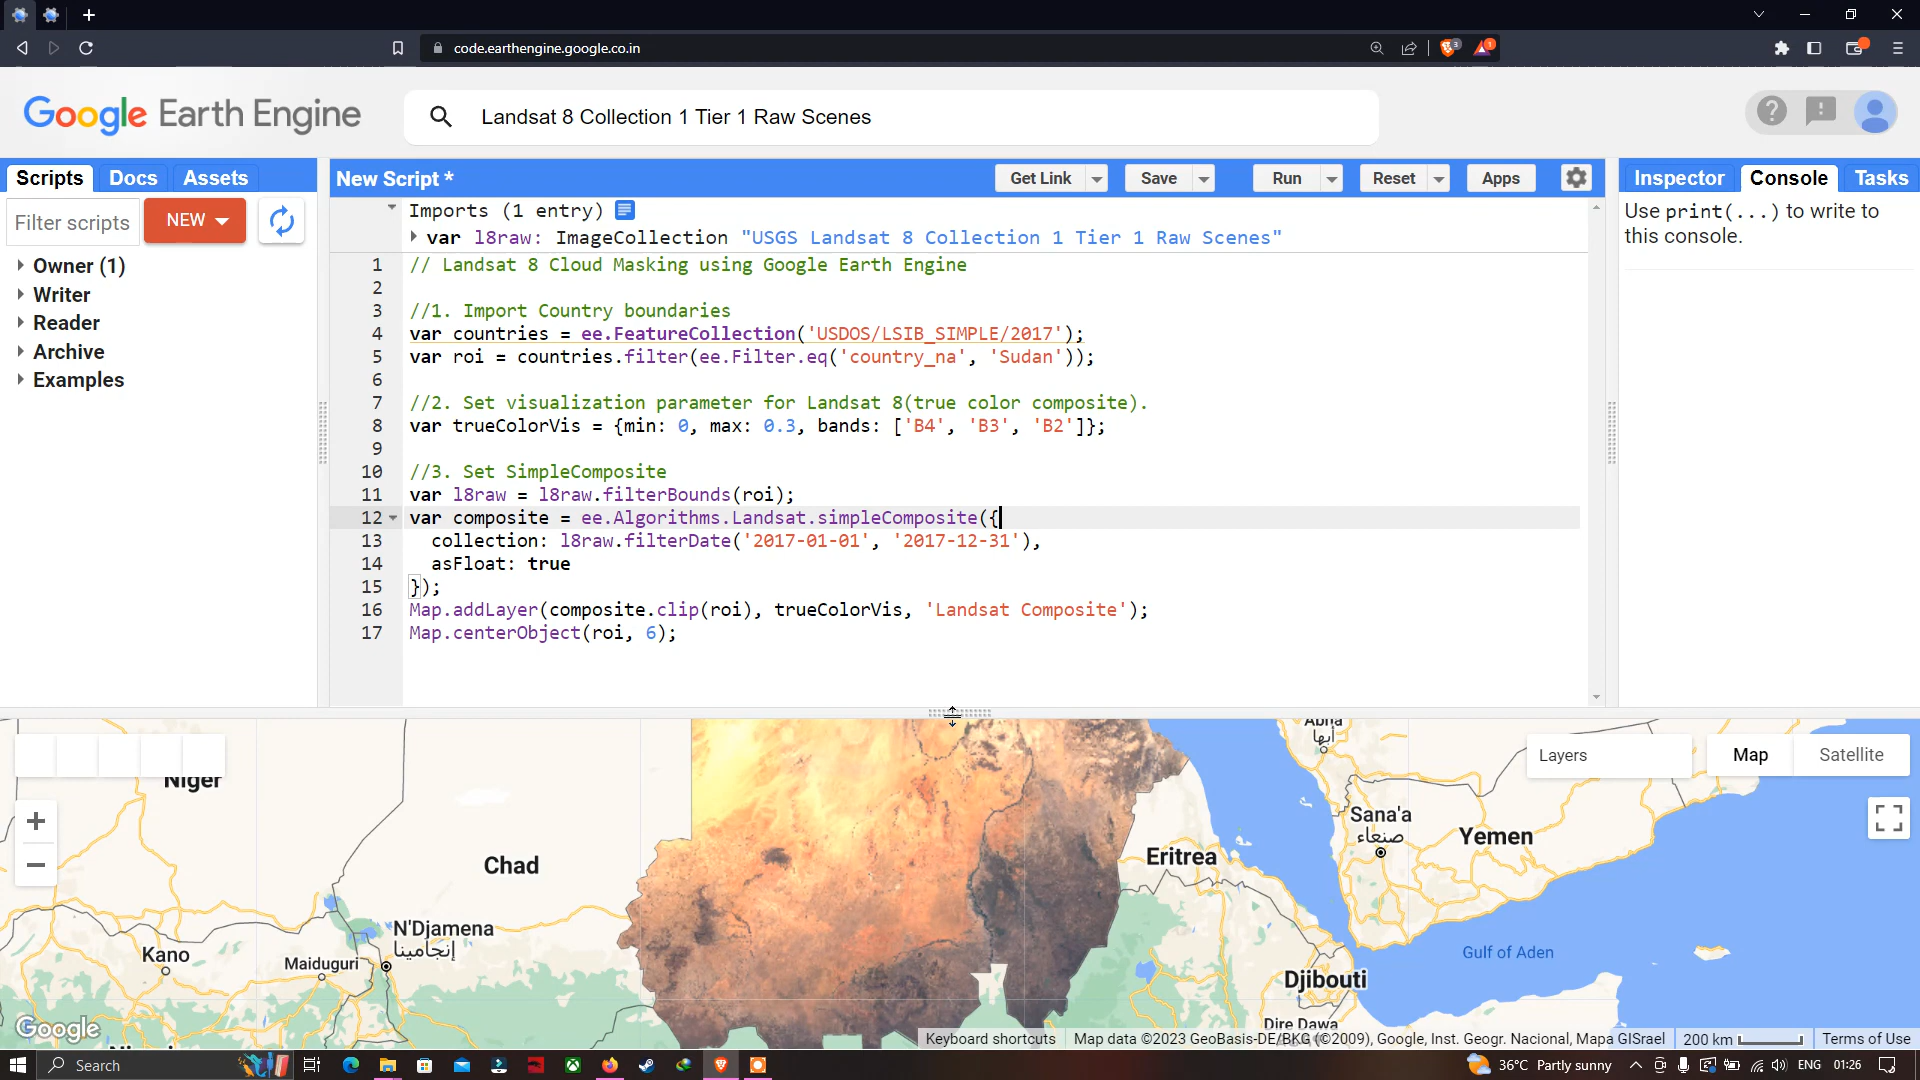 code.earthengine.google.co.in
3
1
Google Earth Engine
Landsat 8 Collection 1 Tier 1 Raw Scenes
Scripts
Docs
Assets
New Script *
Get Link
Save
Run
Reset
Apps
Inspector
Console
Tasks
Filter scripts
NEW
Owner (1)
Writer
Reader
Archive
Examples
Imports (1 entry)
var l8raw: ImageCollection "USGS Landsat 8 Collection 1 Tier 1 Raw Scenes"
1 // Landsat 8 Cloud Masking using Google Earth Engine
2
3 //1. Import Country boundaries
4 var countries = ee.FeatureCollection('USDOS/LSIB_SIMPLE/2017');
5 var roi = countries.filter(ee.Filter.eq('country_na', 'Sudan'));
6
7 //2. Set visualization parameter for Landsat 8(true color composite).
8 var trueColorVis = {min: 0, max: 0.3, bands: ['B4', 'B3', 'B2']};
9
10 //3. Set SimpleComposite
11 var l8raw = l8raw.filterBounds(roi);
12 var composite = ee.Algorithms.Landsat.simpleComposite({
13 collection: l8raw.filterDate('2017-01-01', '2017-12-31'),
14 asFloat: true
15 });
16 Map.addLayer(composite.clip(roi), trueColorVis, 'Landsat Composite');
17 Map.centerObject(roi, 6);
Use print(...) to write to
this console.
Layers
Map
Satellite
Niger
Chad
N'Djamena
إنجامينا
Kano
Maiduguri
Abha
أبها
Sana'a
صنعاء
Yemen
Eritrea
Gulf of Aden
Djibouti
Dire Dawa
Google
Keyboard shortcuts
Map data ©2023 GeoBasis-DE/BKG (©2009), Google, Inst. Geogr. Nacional, Mapa GISrael
200 km
Terms of Use
Search
36°C Partly sunny
ENG
01:26